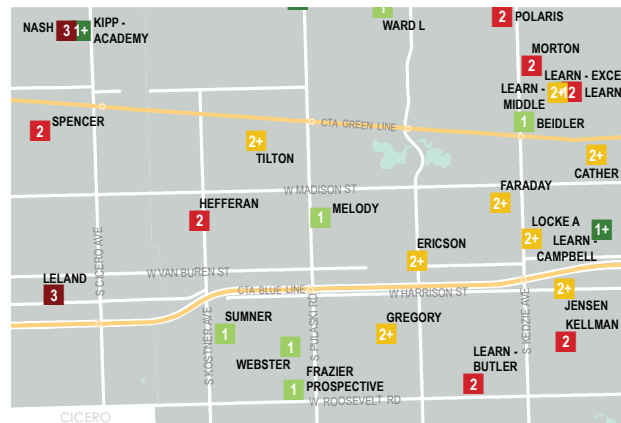 NASH
3
1+
KIPP -
ACADEMY
1
WARD L
2
POLARIS
MORTON
2
LEARN - EXCE
LEARN -
MIDDLE
2+
2
LEARN
1
BEIDLER
2
SPENCER
CTA GREEN LINE
2+
TILTON
2+
CATHER
W MADISON ST
FARADAY
2+
HEFFERAN
2
1
MELODY
LOCKE A
2+
1+
LEARN -
CAMPBELL
ERICSON
2+
S CICERO AVE
W VAN BUREN ST
LELAND
3
CTA BLUE LINE
W HARRISON ST
2+
JENSEN
S KOSTNER AVE
S PULASKI RD
S KEDZIE AVE
SUMNER
1
GREGORY
2+
KELLMAN
2
1
WEBSTER
LEARN -
BUTLER
2
FRAZIER
PROSPECTIVE
1
W ROOSEVELT RD
CICERO